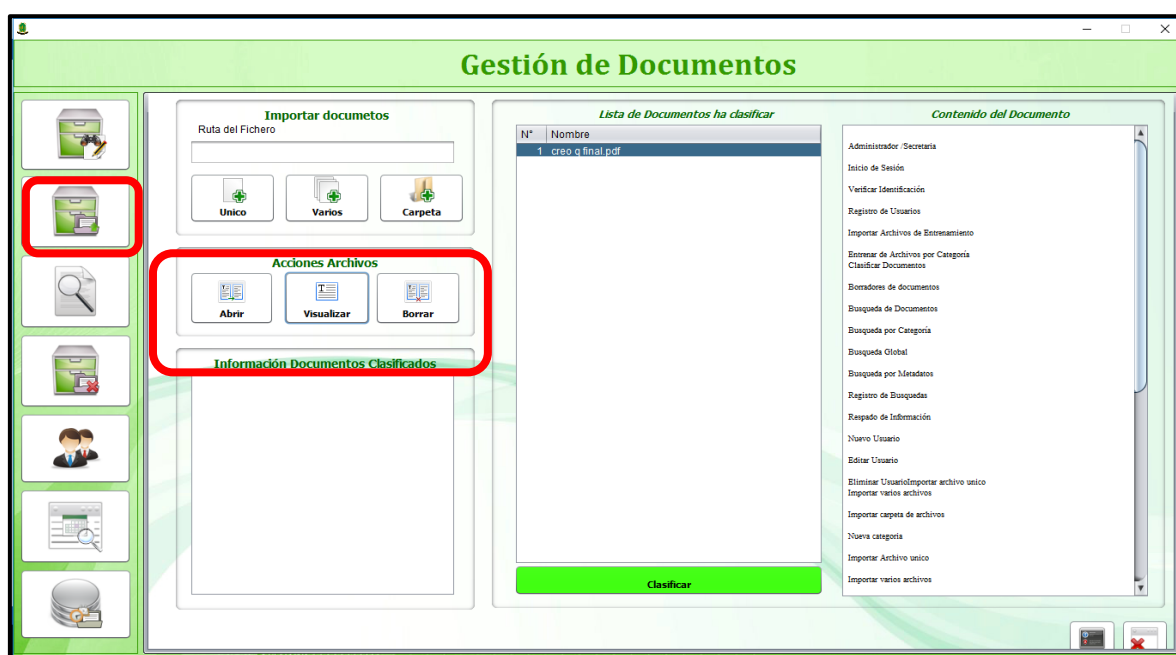 Gestión de Documentos
Importar documetos
Ruta del Fichero
Unico
Varios
Carpeta
Acciones Archivos
Abrir
Visualizar
Borrar
Información Documentos Clasificados
Lista de Documentos ha clasificar
N° Nombre
1 creo q final.pdf
Clasificar
Contenido del Documento
Administrador /Secretaria
Inicio de Sesión
Verificar Identificación
Registro de Usuarios
Importar Archivos de Entrenamiento
Entrenar de Archivos por Categoría
Clasificar Documentos
Borradores de documentos
Busqueda de Documentos
Busqueda por Categoría
Busqueda Global
Busqueda por Metadatos
Registro de Busquedas
Respado de Información
Nuevo Usuario
Editar Usuario
Eliminar UsuarioImportar archivo unico
Importar varios archivos
Importar carpeta de archivos
Nueva categoría
Importar Archivo unico
Importar varios archivos